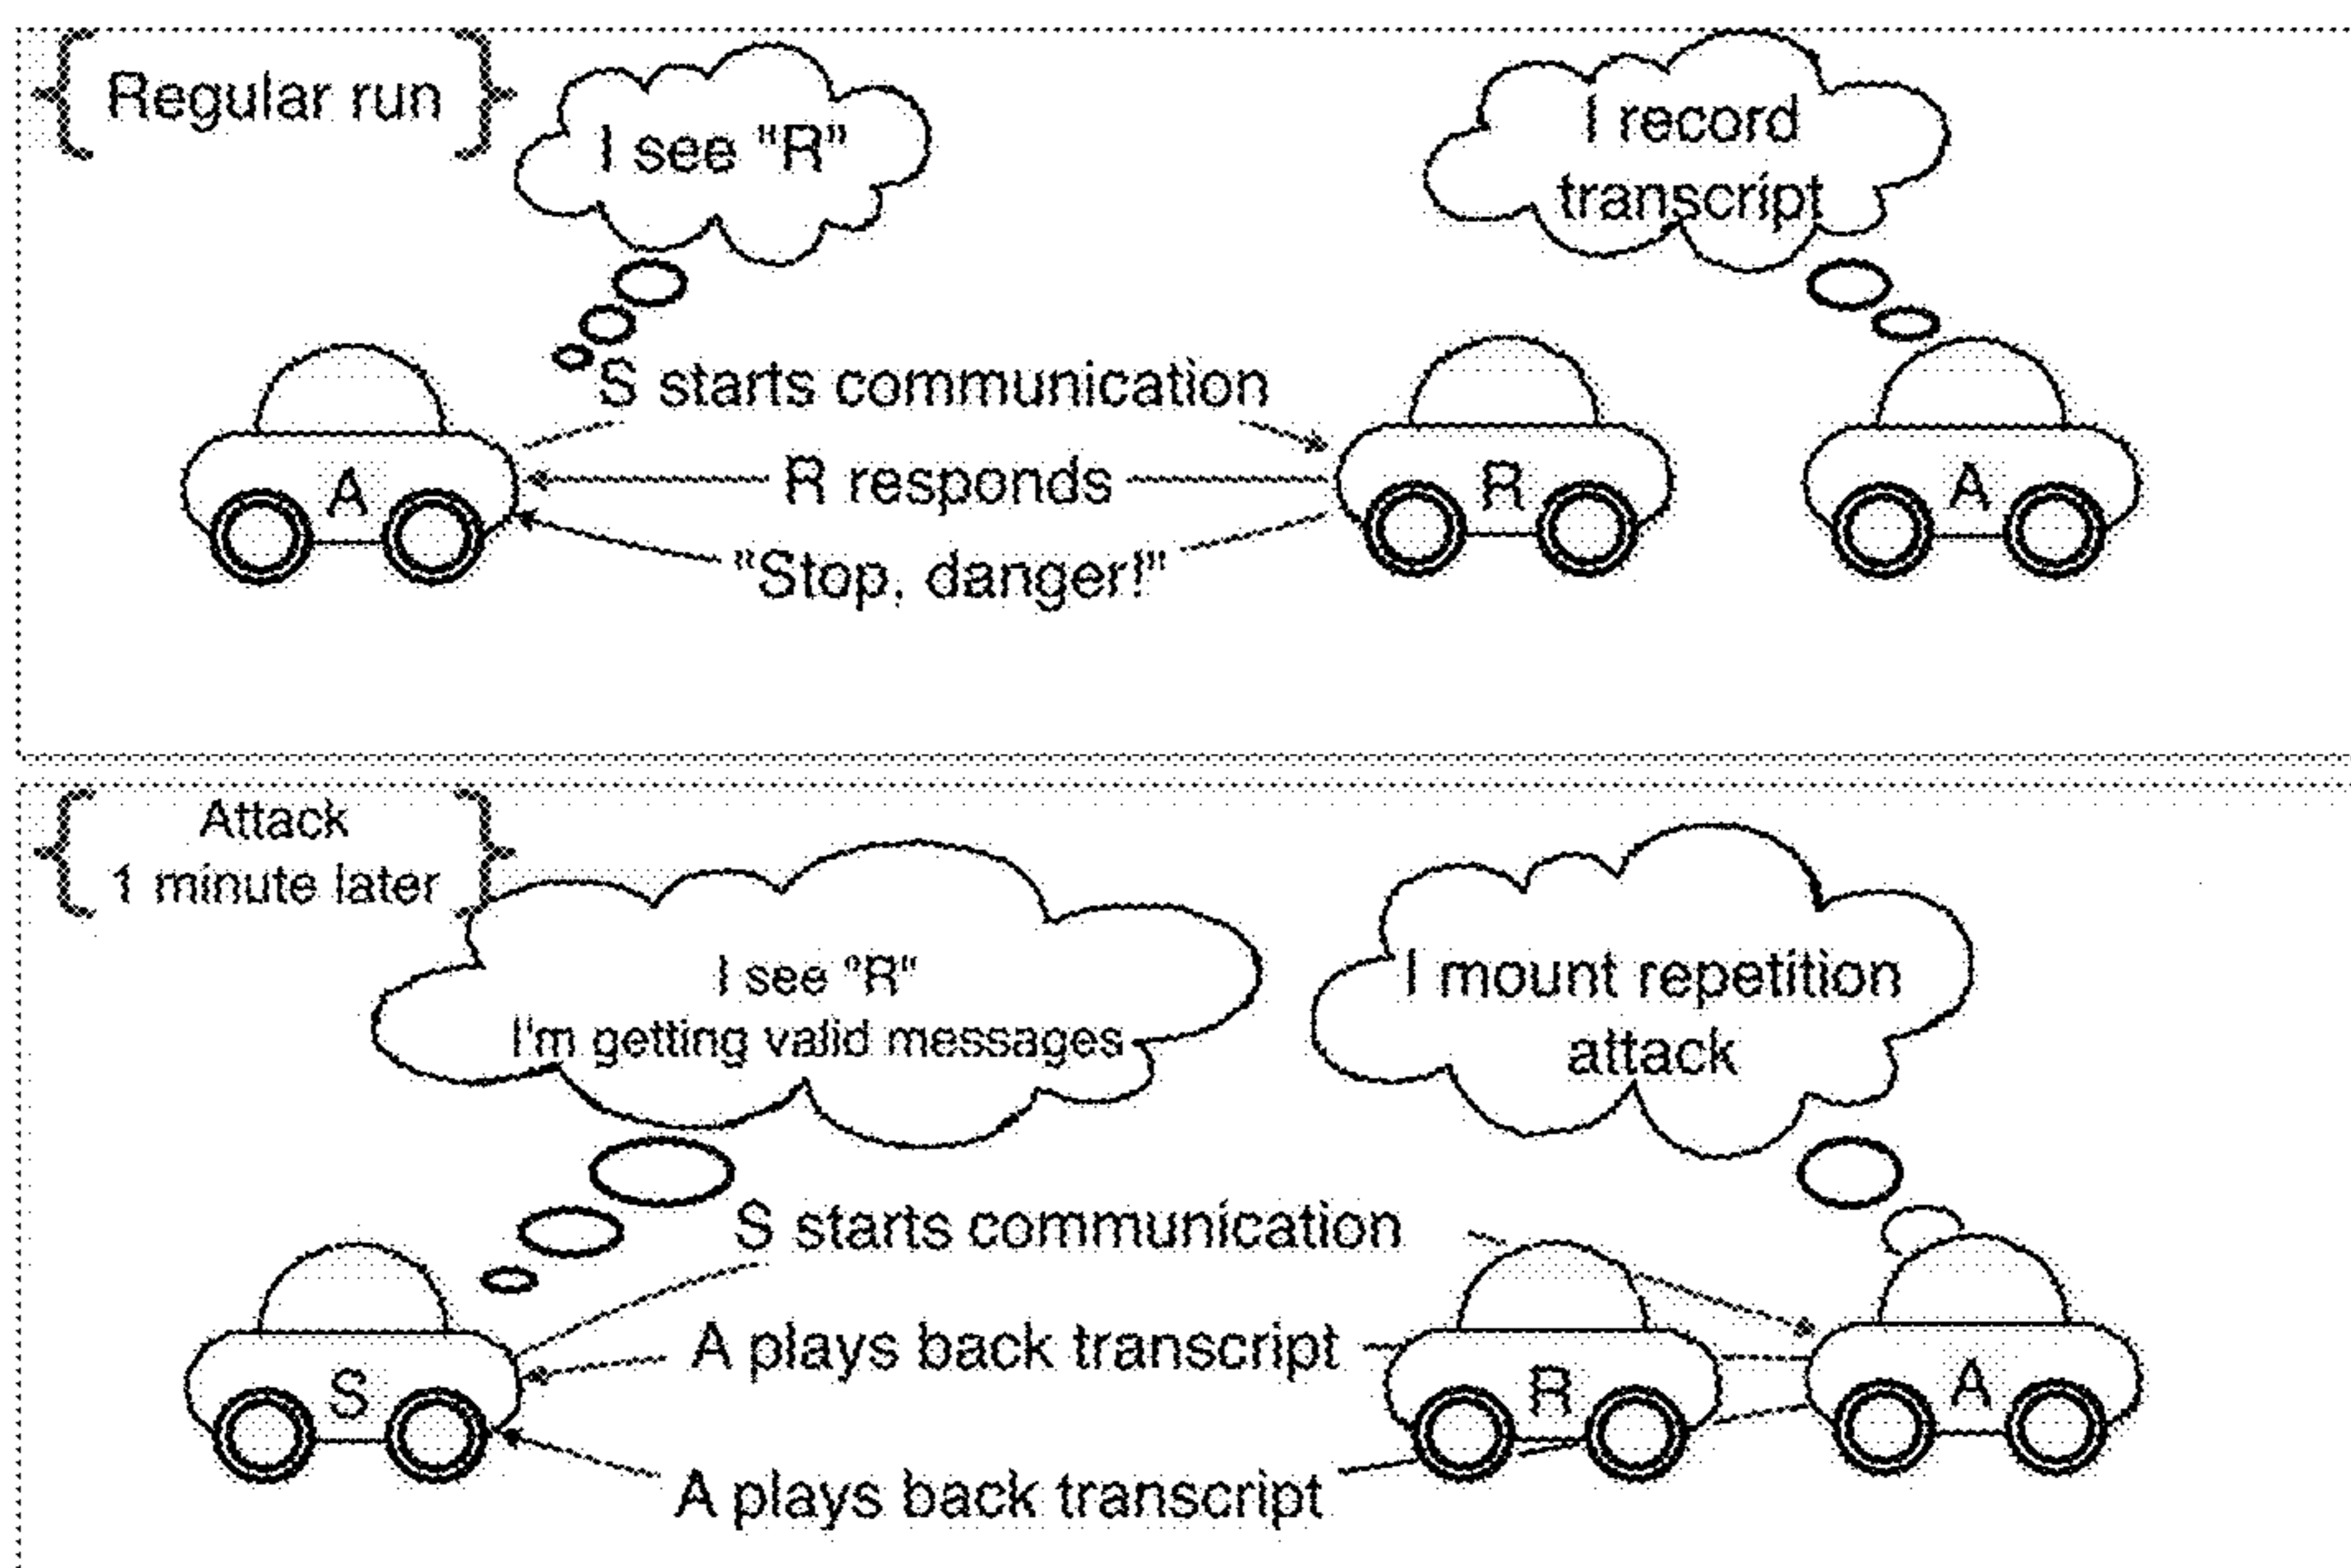 Regular run
I see "R"
I record
transcript
S starts communication
A
R responds
R
A
"Stop, danger!"
Attack
1 minute later
I see "R"
I'm getting valid messages
I mount repetition
attack
S starts communication
A plays back transcript
S
R
A
A plays back transcript